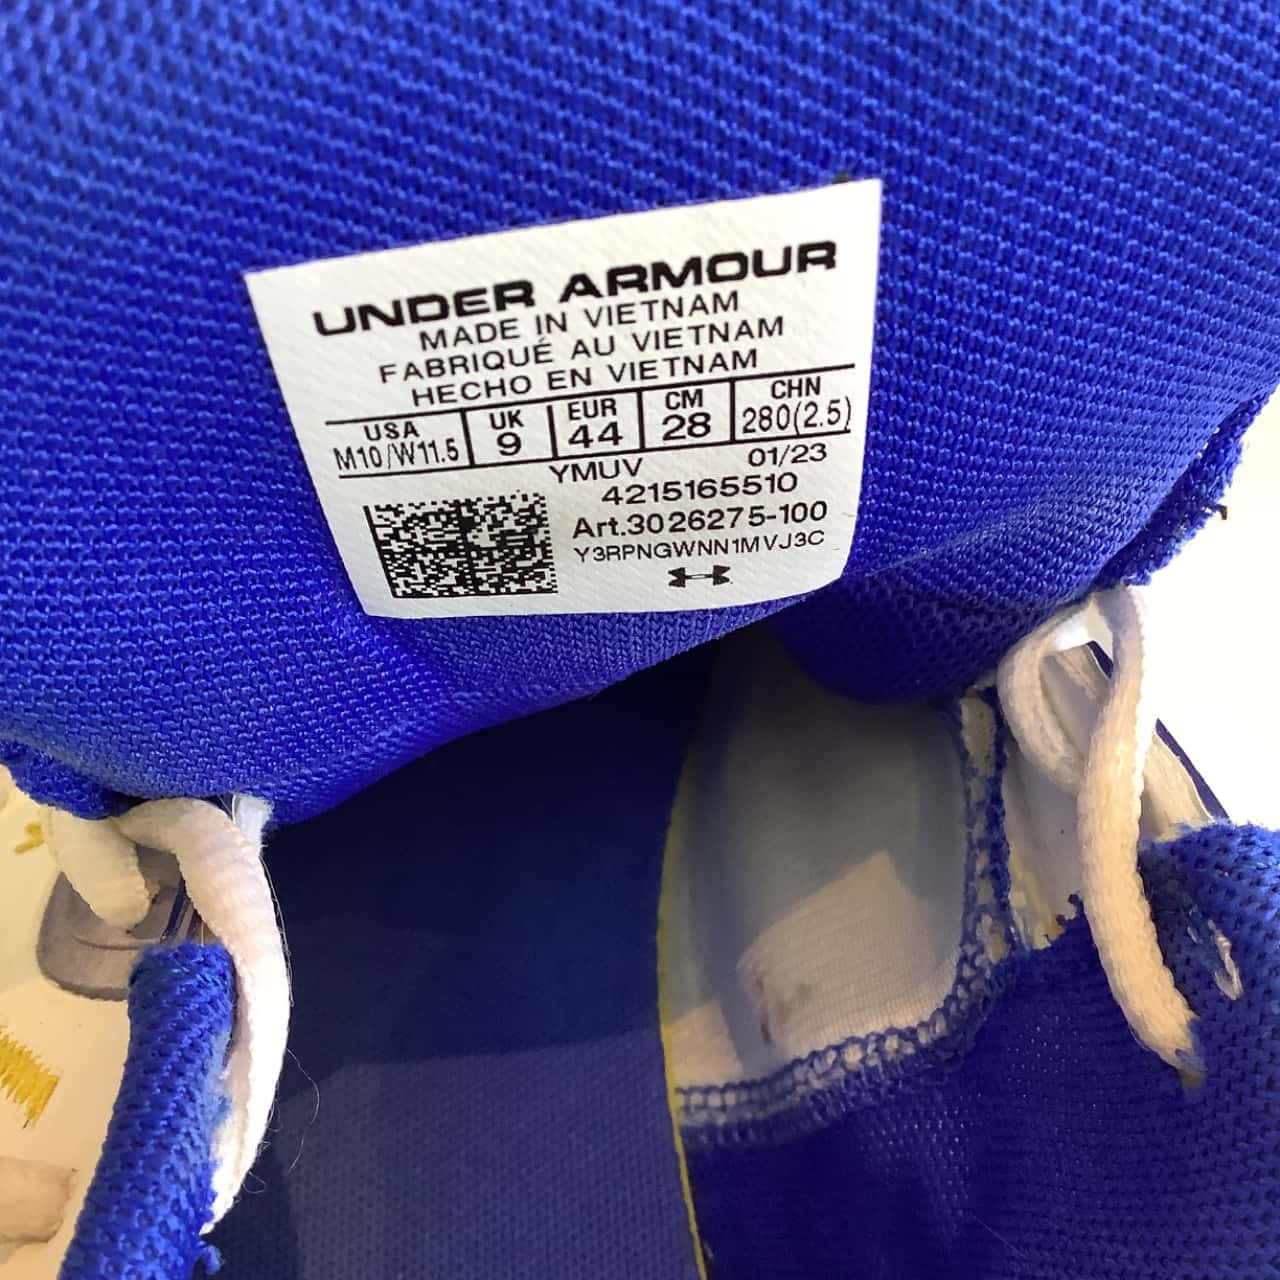 UNDER ARMOUR
MADE IN VIETNAM
FABRIQUÉ AU VIETNAM
HECHO EN VIETNAM
USA UK EUR CM CHN
M10/W11.5 9 44 28 280(2.5)
YMUV 01/23
4215165510
Art.3026275-100
Y3RPNGWNN1MVJ3C